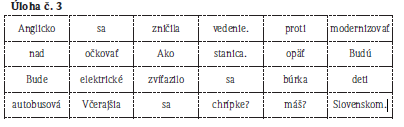 Úloha č. 3
Anglicko sa zničila vedenie. proti modernizovať
nad očkovať Ako stanica. opäť Budú
Bude elektrické zvíťazilo sa búrka deti
autobusová Včerajšia sa chrípke? máš? Slovenskom.